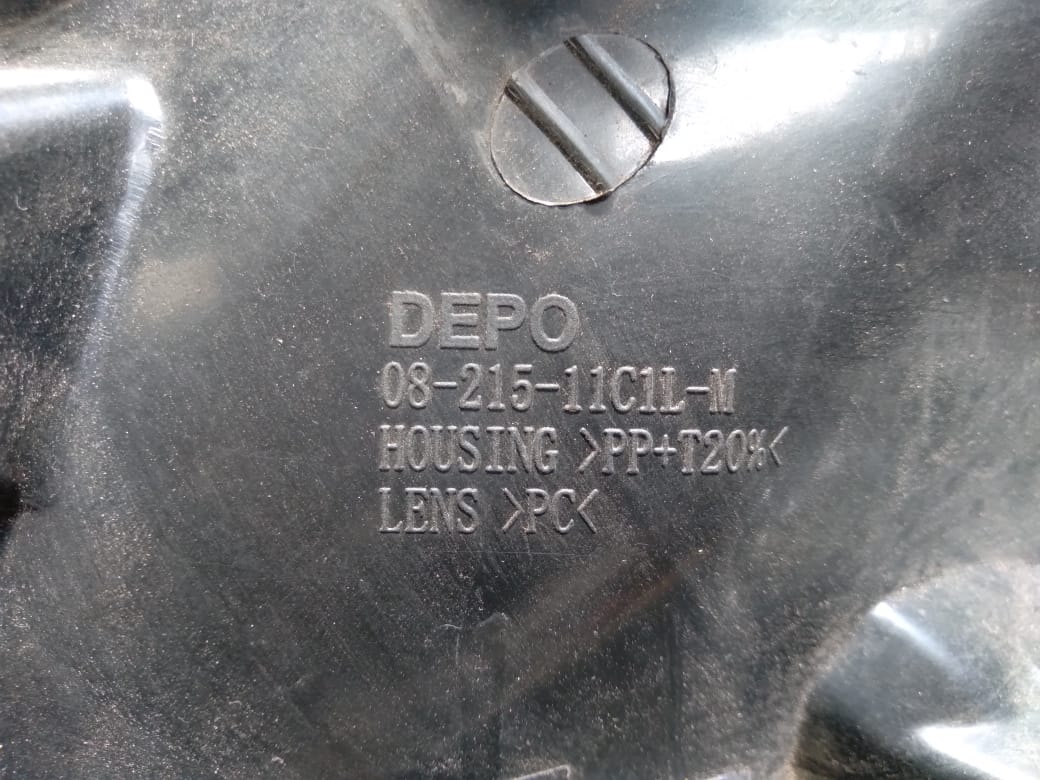 DEPO
08-215-11C1L-M
HOUSING >PP+T20%<
LENS >PC<